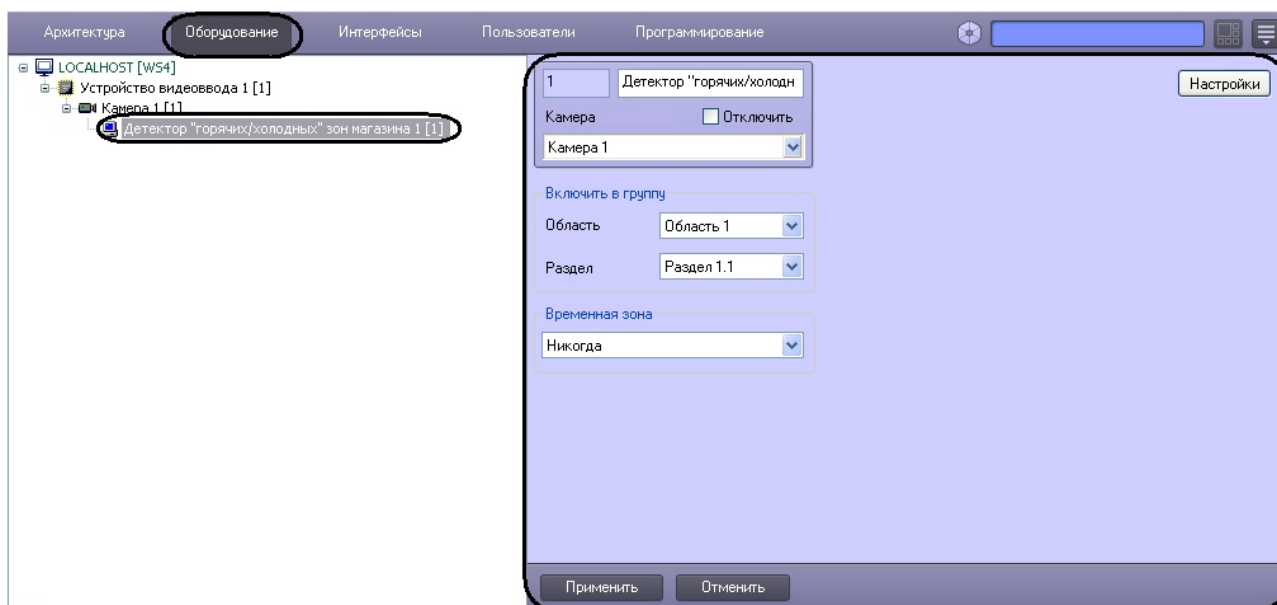 Архитектура Оборудование Интерфейсы Пользователи Программирование
LOCALHOST [WS4]
Устройство видеоввода 1 [1]
Камера 1 [1]
Детектор "горячих/холодных" зон магазина 1 [1]
1 Детектор "горячих/холодн
Настройки
Камера Отключить
Камера 1
Включить в группу
Область Область 1
Раздел Раздел 1.1
Временная зона
Никогда
Применить Отменить